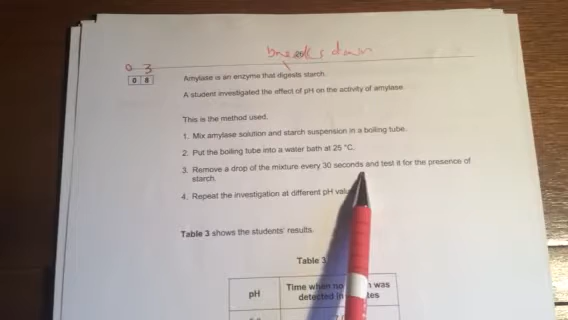 breaks down
0 3
0 8
Amylase is an enzyme that digests starch.
A student investigated the effect of pH on the activity of amylase.
This is the method used.
1. Mix amylase solution and starch suspension in a boiling tube.
2. Put the boiling tube into a water bath at 25 °C.
3. Remove a drop of the mixture every 30 seconds and test it for the presence of
starch.
4. Repeat the investigation at different pH
Table 3 shows the students' results.
Table 3
pH
Time when no was
detected in